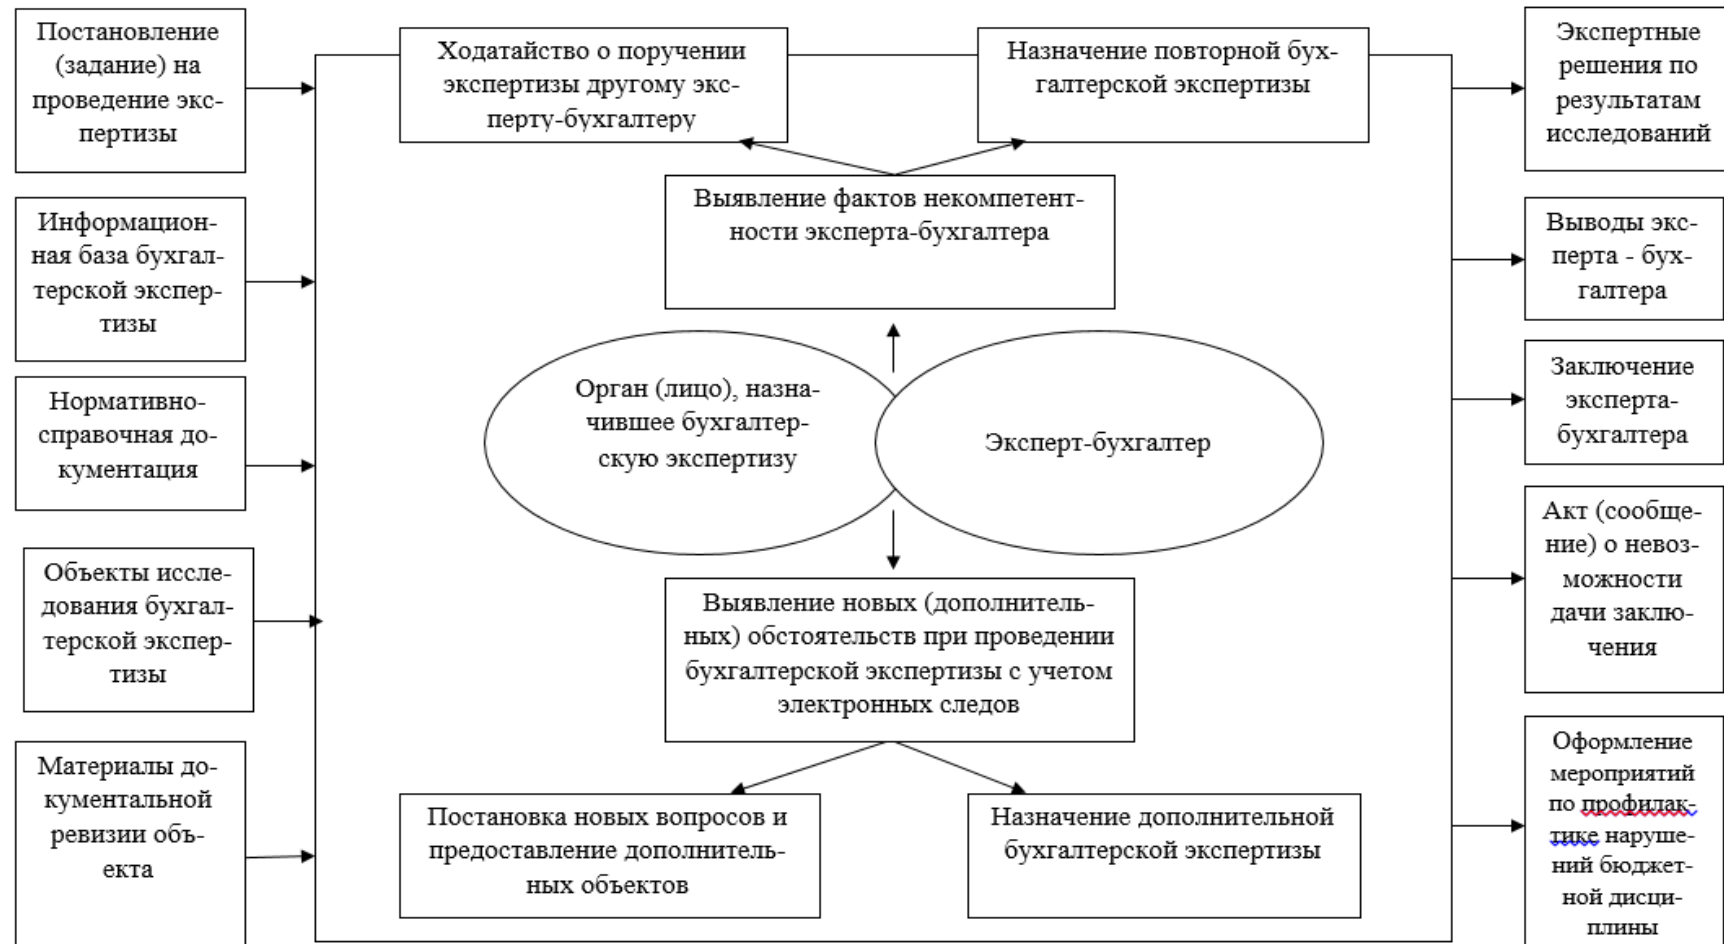 Постановление
(задание) на
проведение экс-
пертизы
Информацион-
ная база бухгал-
терской экспер-
тизы
Нормативно-
справочная до-
кументация
Объекты иссле-
дования бухгал-
терской экспер-
тизы
Материалы до-
кументальной
ревизии объ-
екта
Ходатайство о поручении
экспертизы другому экс-
перту-бухгалтеру
Назначение повторной бух-
галтерской экспертизы
Выявление фактов некомпетент-
ности эксперта-бухгалтера
Орган (лицо), назна-
чившее бухгалтер-
скую экспертизу
Эксперт-бухгалтер
Выявление новых (дополнитель-
ных) обстоятельств при проведении
бухгалтерской экспертизы с учетом
электронных следов
Постановка новых вопросов и
предоставление дополнитель-
ных объектов
Назначение дополнительной
бухгалтерской экспертизы
Экспертные
решения по
результатам
исследований
Выводы экс-
перта - бух-
галтера
Заключение
эксперта-
бухгалтера
Акт (сообще-
ние) о невоз-
можности
дачи заклю-
чения
Оформление
мероприятий
по профилак-
тике наруше-
ний бюджет-
ной дисци-
плины